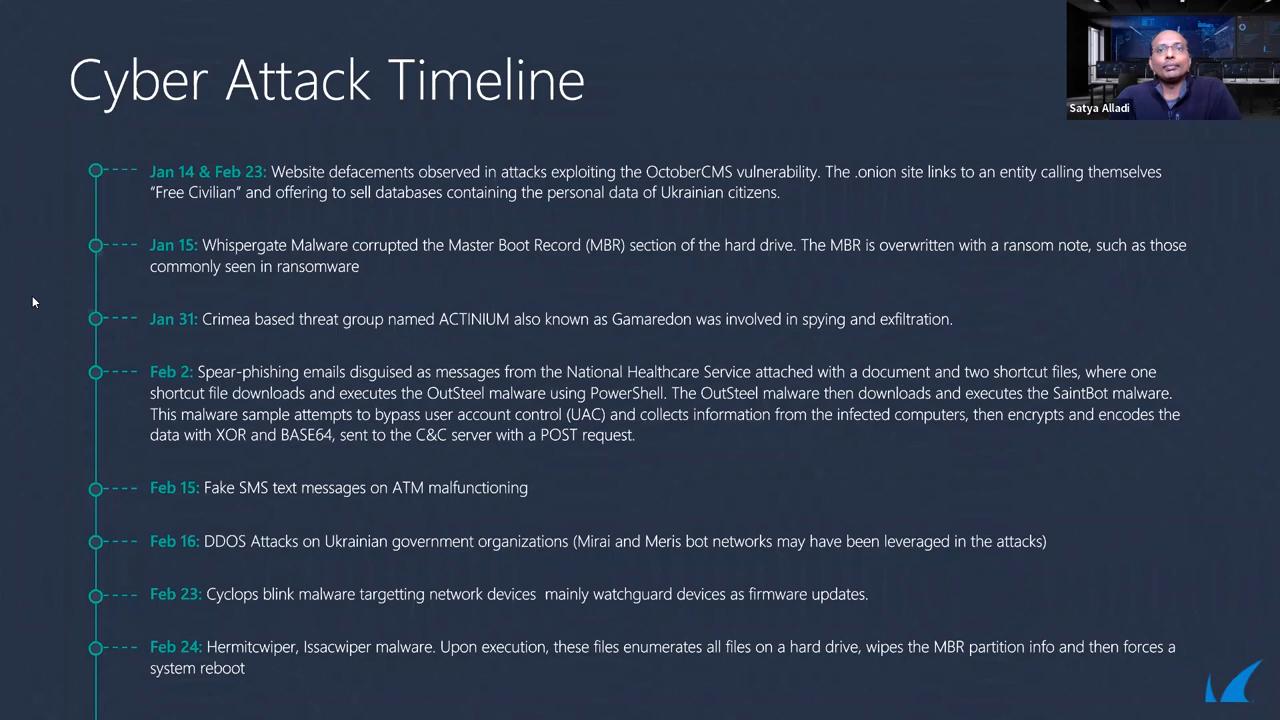 Cyber Attack Timeline
Satya Alladi
Jan 14 & Feb 23: Website defacements observed in attacks exploiting the OctoberCMS vulnerability. The .onion site links to an entity calling themselves
“Free Civilian” and offering to sell databases containing the personal data of Ukrainian citizens.
Jan 15: Whispergate Malware corrupted the Master Boot Record (MBR) section of the hard drive. The MBR is overwritten with a ransom note, such as those
commonly seen in ransomware
Jan 31: Crimea based threat group named ACTINIUM also known as Gamaredon was involved in spying and exfiltration.
Feb 2: Spear-phishing emails disguised as messages from the National Healthcare Service attached with a document and two shortcut files, where one
shortcut file downloads and executes the OutSteel malware using PowerShell. The OutSteel malware then downloads and executes the SaintBot malware.
This malware sample attempts to bypass user account control (UAC) and collects information from the infected computers, then encrypts and encodes the
data with XOR and BASE64, sent to the C&C server with a POST request.
Feb 15: Fake SMS text messages on ATM malfunctioning
Feb 16: DDOS Attacks on Ukrainian government organizations (Mirai and Meris bot networks may have been leveraged in the attacks)
Feb 23: Cyclops blink malware targetting network devices  mainly watchguard devices as firmware updates.
Feb 24: Hermitcwiper, Issacwiper malware. Upon execution, these files enumerates all files on a hard drive, wipes the MBR partition info and then forces a
system reboot